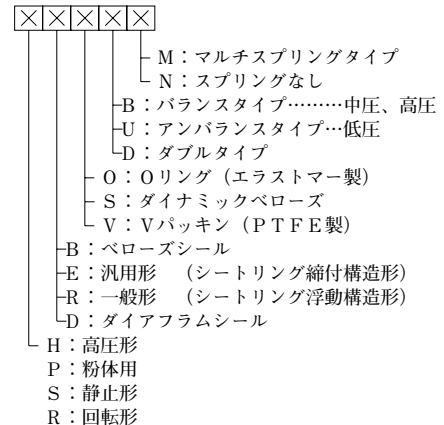 M：マルチスプリングタイプ
N：スプリングなし
B：バランスタイプ………中圧、高圧
U：アンバランスタイプ…低圧
D：ダブルタイプ
O：Oリング（エラストマー製）
S：ダイナミックベローズ
V：Vパッキン（PTFE製）
B：ベローズシール
E：汎用形　（シートリング締付構造形）
R：一般形　（シートリング浮動構造形）
D：ダイアフラムシール
H：高圧形
P：粉体用
S：静止形
R：回転形